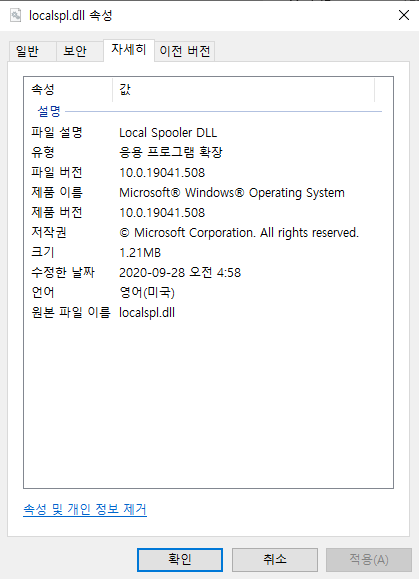 localspl.dll 속성
일반 보안 자세히 이전 버전
속성 값
설명
파일 설명 Local Spooler DLL
유형 응용 프로그램 확장
파일 버전 10.0.19041.508
제품 이름 Microsoft® Windows® Operating System
제품 버전 10.0.19041.508
저작권 © Microsoft Corporation. All rights reserved.
크기 1.21MB
수정한 날짜 2020-09-28 오전 4:58
언어 영어(미국)
원본 파일 이름 localspl.dll
속성 및 개인 정보 제거
확인 취소 적용(A)